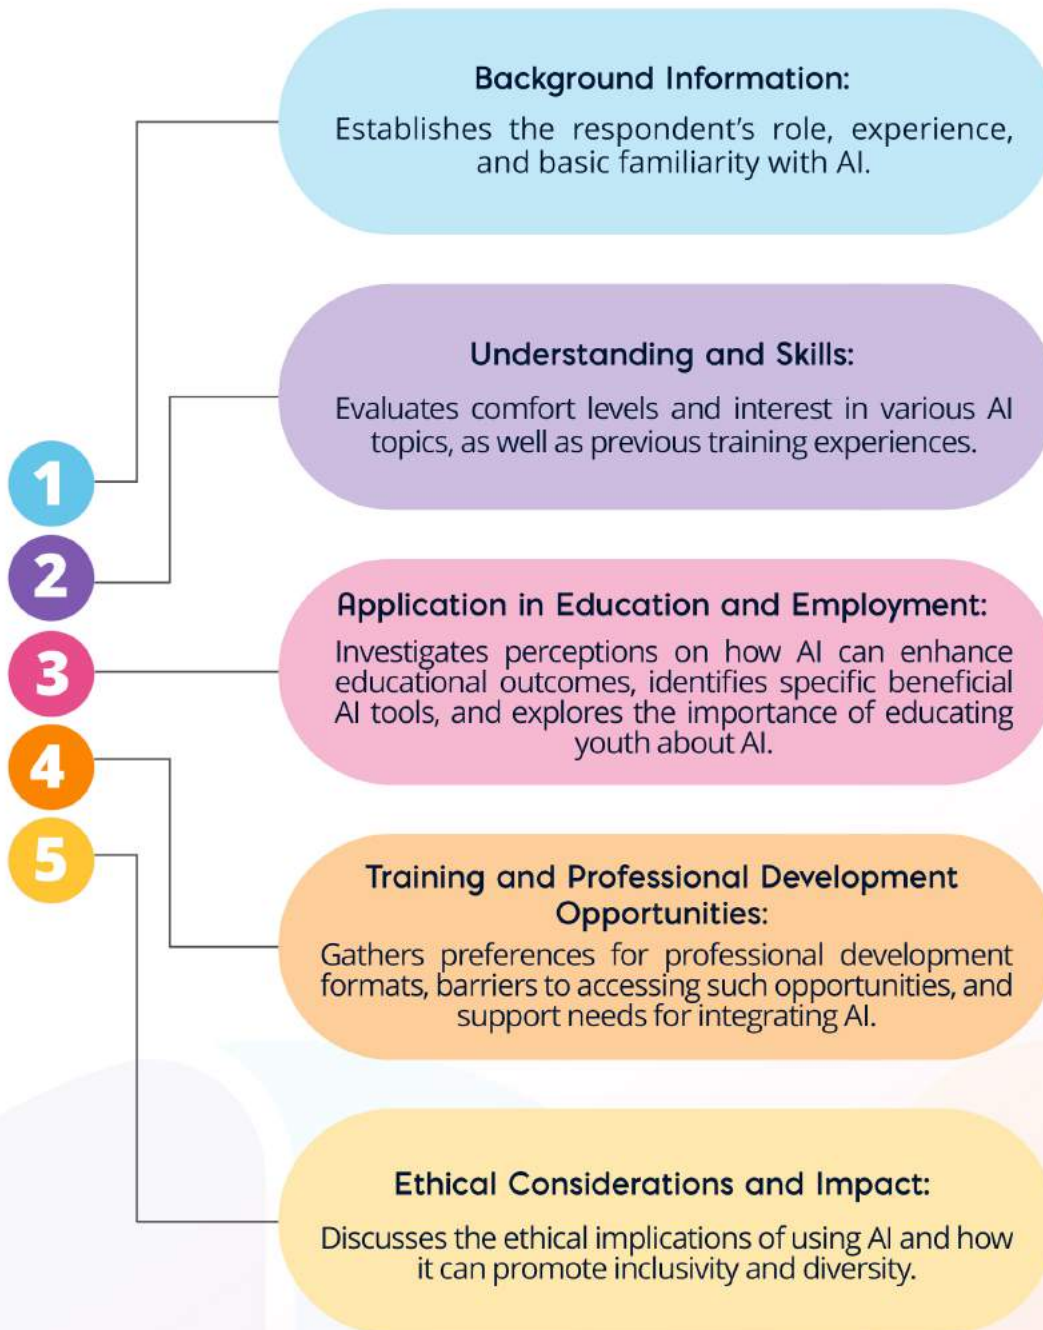 1
Background Information:
Establishes the respondent’s role, experience,
and basic familiarity with AI.
2
Understanding and Skills:
Evaluates comfort levels and interest in various AI
topics, as well as previous training experiences.
3
Application in Education and Employment:
Investigates perceptions on how AI can enhance
educational outcomes, identifies specific beneficial
AI tools, and explores the importance of educating
youth about AI.
4
Training and Professional Development
Opportunities:
Gathers preferences for professional development
formats, barriers to accessing such opportunities, and
support needs for integrating AI.
5
Ethical Considerations and Impact:
Discusses the ethical implications of using AI and how
it can promote inclusivity and diversity.